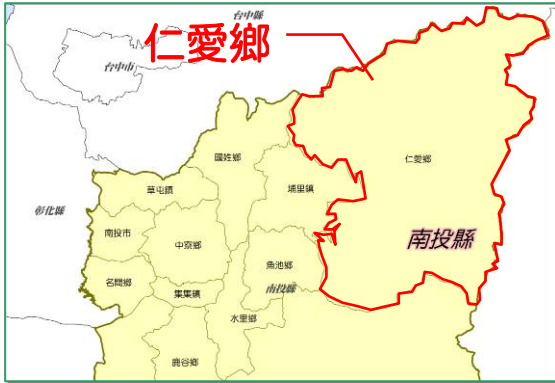 台中縣
仁愛鄉
台中市
國姓鄉
仁愛鄉
草屯鎮
埔里鎮
彰化縣
南投市
中寮鄉
南投縣
魚池鄉
名間鄉
集集鎮
南投縣
水里鄉
鹿谷鄉